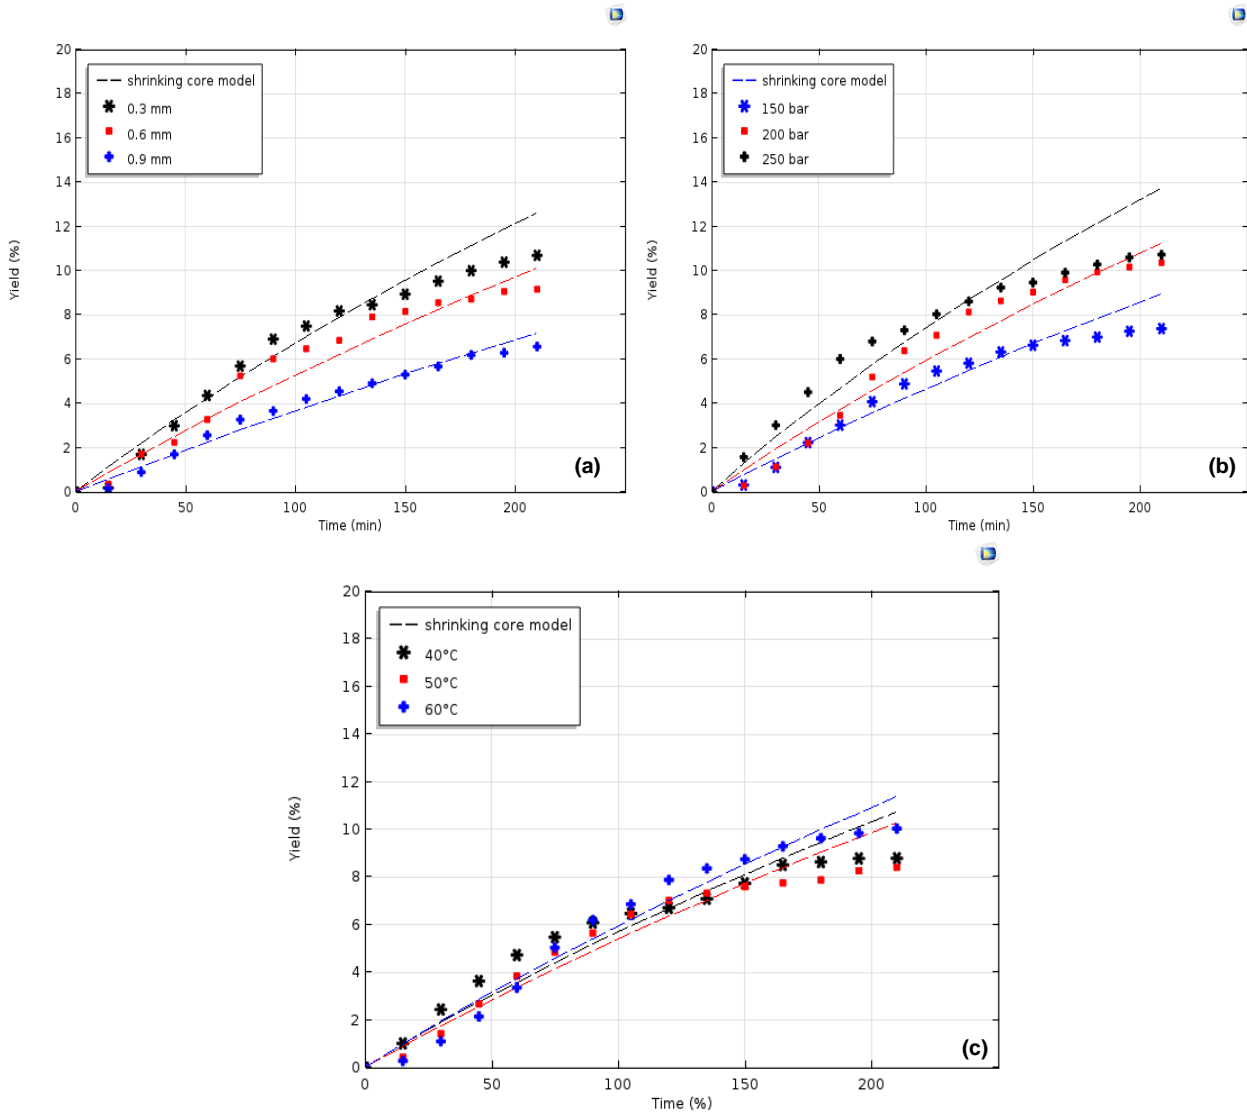 20
18
16
14
12
10
8
6
4
2
0
Yield (%)
shrinking core model
0.3 mm
0.6 mm
0.9 mm
(a)
0
50
100
150
200
Time (min)
20
18
16
14
12
10
8
6
4
2
0
Yield (%)
shrinking core model
150 bar
200 bar
250 bar
(b)
0
50
100
150
200
Time (min)
20
18
16
14
12
10
8
6
4
2
0
Yield (%)
shrinking core model
40°C
50°C
60°C
(c)
0
50
100
150
200
Time (%)